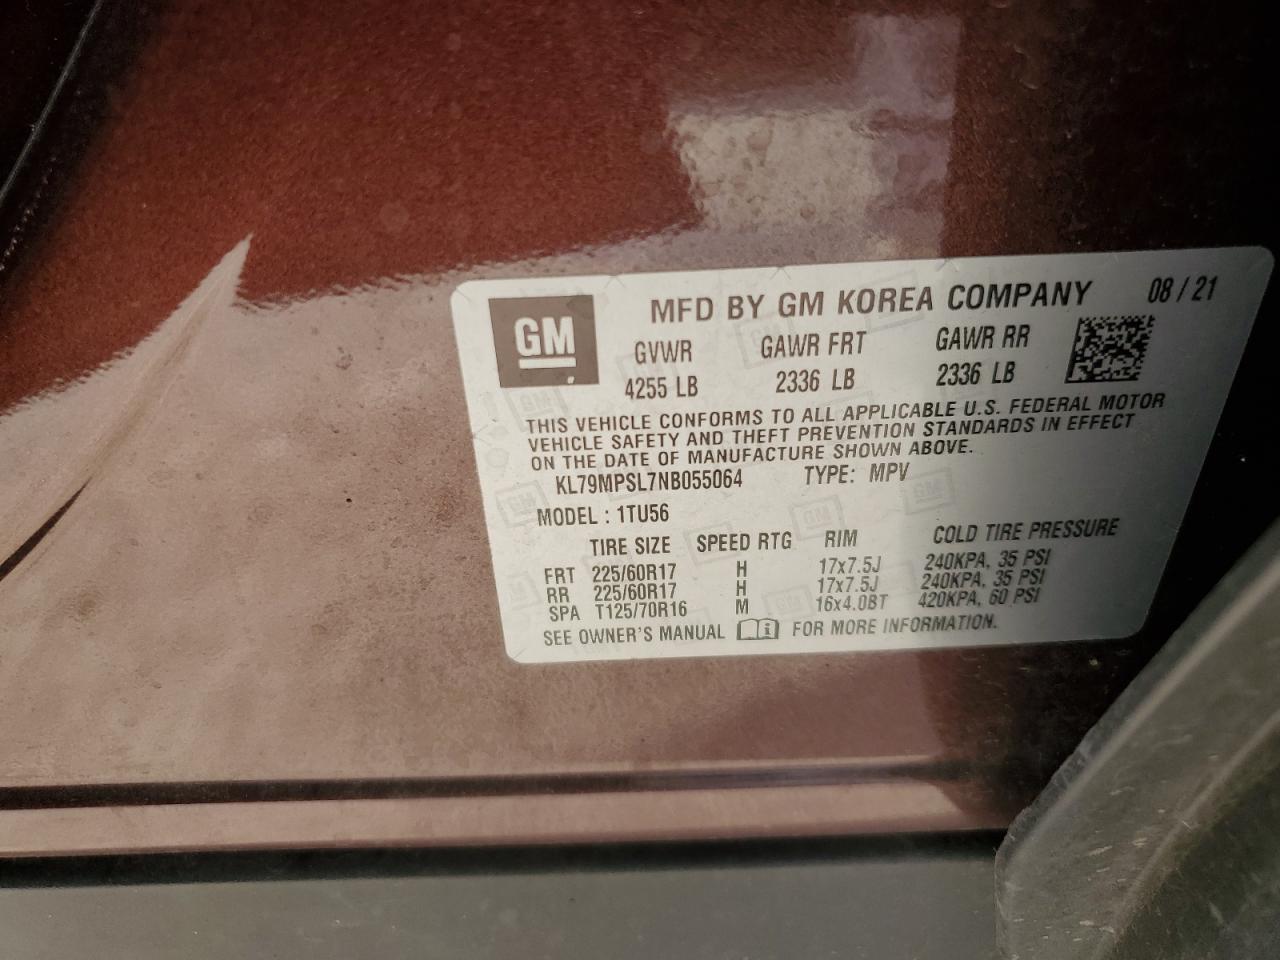 GM
MFD BY GM KOREA COMPANY 08 / 21
GVWR GAWR FRT GAWR RR
4255 LB 2336 LB 2336 LB
THIS VEHICLE CONFORMS TO ALL APPLICABLE U.S. FEDERAL MOTOR
VEHICLE SAFETY AND THEFT PREVENTION STANDARDS IN EFFECT
ON THE DATE OF MANUFACTURE SHOWN ABOVE.
KL79MPSL7NB055064 TYPE: MPV
MODEL : 1TU56
TIRE SIZE SPEED RTG RIM COLD TIRE PRESSURE
FRT 225/60R17 H 17x7.5J 240KPA, 35 PSI
RR 225/60R17 H 17x7.5J 240KPA, 35 PSI
SPA T125/70R16 M 16x4.0BT 420KPA, 60 PSI
SEE OWNER'S MANUAL FOR MORE INFORMATION.